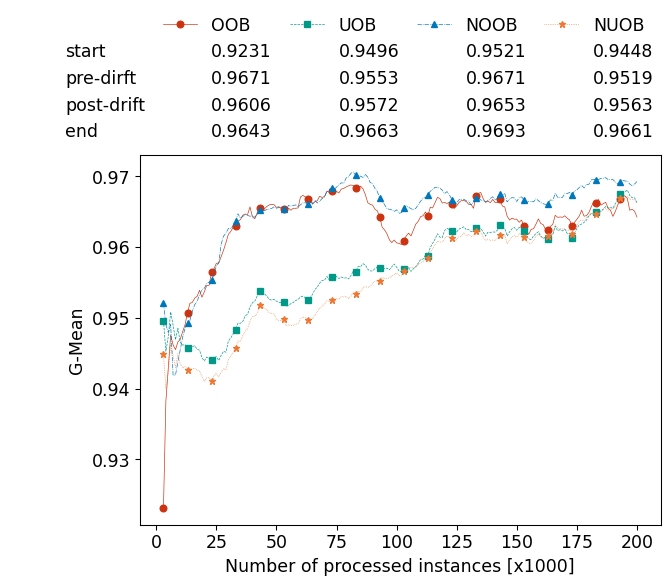 OOB UOB NOOB NUOB
start 0.9231 0.9496 0.9521 0.9448
pre-dirft 0.9671 0.9553 0.9671 0.9519
post-drift 0.9606 0.9572 0.9653 0.9563
end 0.9643 0.9663 0.9693 0.9661
0.97
0.96
0.95
0.94
0.93
G-Mean
0 25 50 75 100 125 150 175 200
Number of processed instances [x1000]